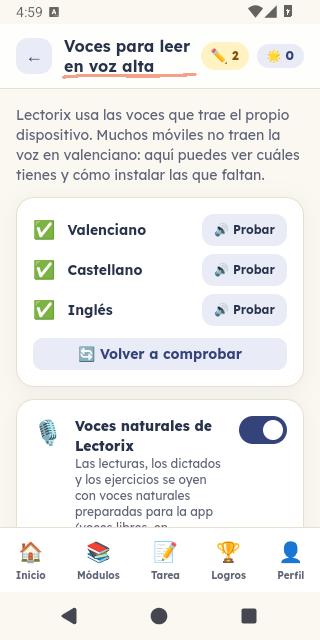 4:59
A
←
Voces para leer
en voz alta
2
0
Lectorix usa las voces que trae el propio
dispositivo. Muchos móviles no traen la
voz en valenciano: aquí puedes ver cuáles
tienes y cómo instalar las que faltan.
Valenciano
Probar
Castellano
Probar
Inglés
Probar
Volver a comprobar
Voces naturales de
Lectorix
Las lecturas, los dictados
y los ejercicios se oyen
con voces naturales
preparadas para la app
(voces libres, en
Inicio
Módulos
Tarea
Logros
Perfil